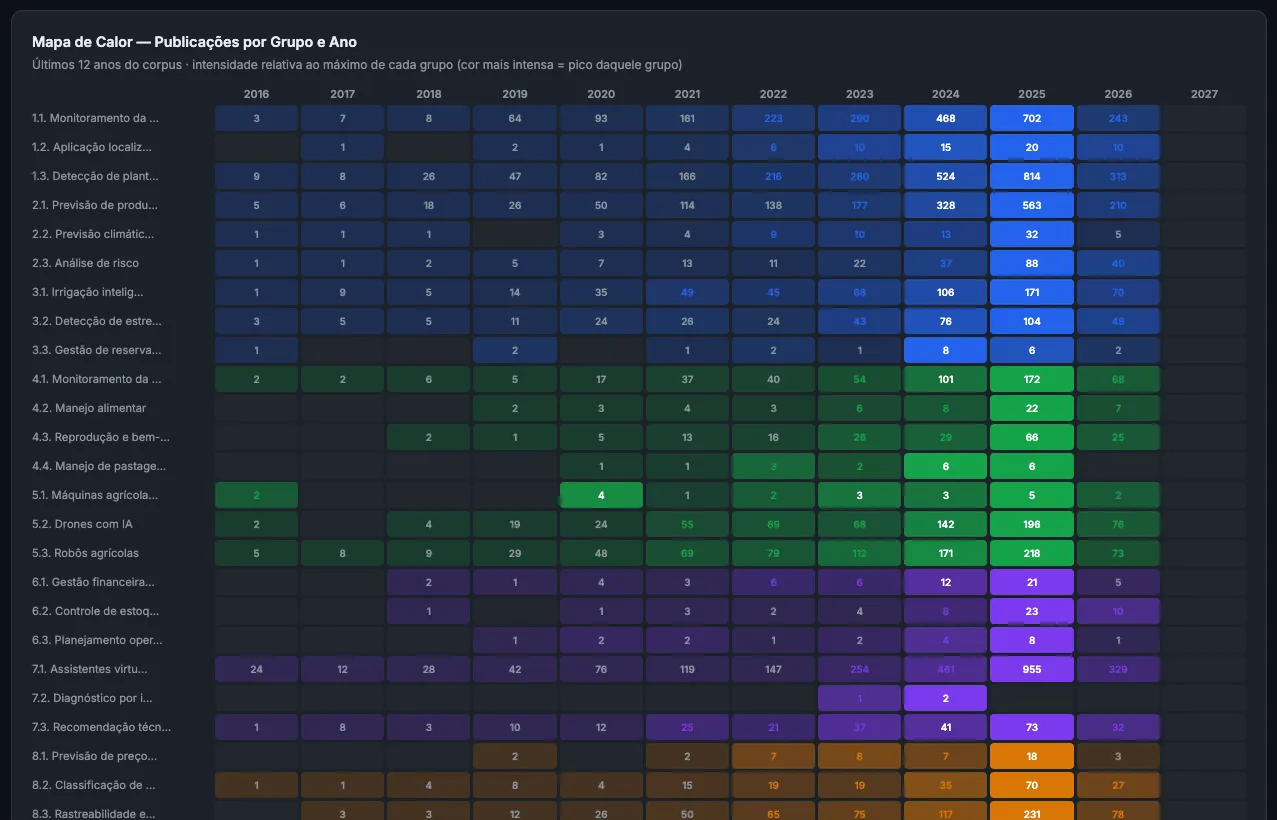 Mapa de Calor — Publicações por Grupo e Ano
Últimos 12 anos do corpus · intensidade relativa ao máximo de cada grupo (cor mais intensa = pico daquele grupo)
2016 2017 2018 2019 2020 2021 2022 2023 2024 2025 2026 2027
1.1. Monitoramento da ... 3 7 8 64 93 161 223 290 468 702 243
1.2. Aplicação localiz... 1 2 1 4 6 10 15 20 10
1.3. Detecção de plant... 9 8 26 47 82 166 216 280 524 814 313
2.1. Previsão de produ... 5 6 18 26 50 114 138 177 328 563 210
2.2. Previsão climátic... 1 1 1 3 4 9 10 13 32 5
2.3. Análise de risco 1 1 2 5 7 13 11 22 37 88 40
3.1. Irrigação intelig... 1 9 5 14 35 49 45 68 106 171 70
3.2. Detecção de estre... 3 5 5 11 24 26 24 43 76 104 48
3.3. Gestão de reserva... 1 2 1 2 1 8 6 2
4.1. Monitoramento da ... 2 2 6 5 17 37 40 54 101 172 68
4.2. Manejo alimentar 2 3 4 3 6 8 22 7
4.3. Reprodução e bem-... 2 1 5 13 16 26 29 66 25
4.4. Manejo de pastage... 1 1 3 2 6 6
5.1. Máquinas agrícola... 2 4 1 2 3 3 5 2
5.2. Drones com IA 2 4 19 24 55 69 68 142 196 76
5.3. Robôs agrícolas 5 8 9 29 48 69 79 112 171 218 73
6.1. Gestão financeira... 2 1 4 3 6 6 12 21 5
6.2. Controle de estoq... 1 1 3 2 4 8 23 10
6.3. Planejamento oper... 1 2 2 1 2 4 8 1
7.1. Assistentes virtu... 24 12 28 42 76 119 147 254 461 955 329
7.2. Diagnóstico por i... 1 2
7.3. Recomendação técn... 1 8 3 10 12 25 21 37 41 73 32
8.1. Previsão de preço... 2 2 7 8 7 18 3
8.2. Classificação de ... 1 1 4 8 4 15 19 19 35 70 27
8.3. Rastreabilidade e... 3 3 12 26 50 65 75 117 231 78